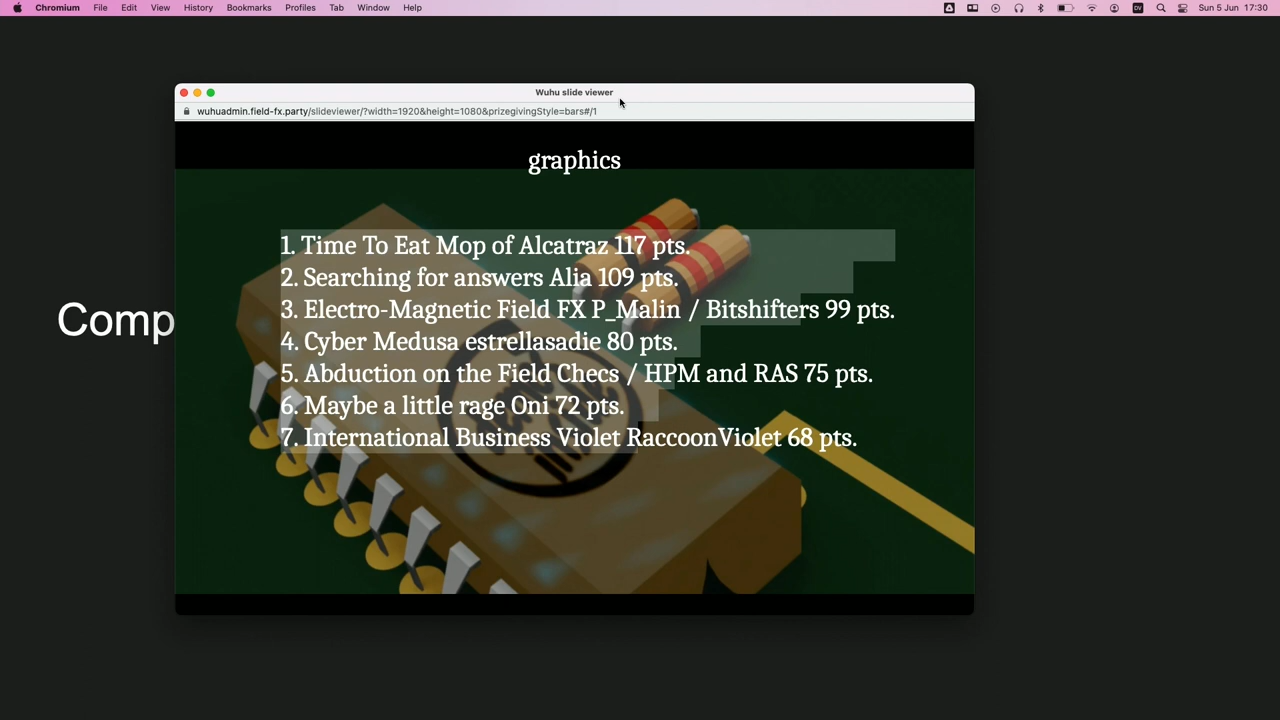 Chromium File Edit View History Bookmarks Profiles Tab Window Help DV Sun 5 Jun 17:30
Wuhu slide viewer
wuhuadmin.field-fx.party/slideviewer/?width=1920&height=1080&prizegivingStyle=bars#/1
graphics
1. Time To Eat Mop of Alcatraz 117 pts.
2. Searching for answers Alia 109 pts.
3. Electro-Magnetic Field FX P_Malin / Bitshifters 99 pts.
Comp
4. Cyber Medusa estrellasadie 80 pts.
5. Abduction on the Field Checs / HPM and RAS 75 pts.
6. Maybe a little rage Oni 72 pts.
7. International Business Violet RaccoonViolet 68 pts.